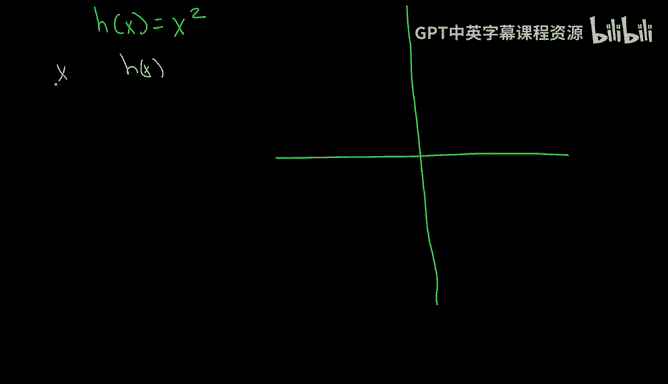 h(x) = x²
x h(x)
GPT中英字幕课程资源 bilibili